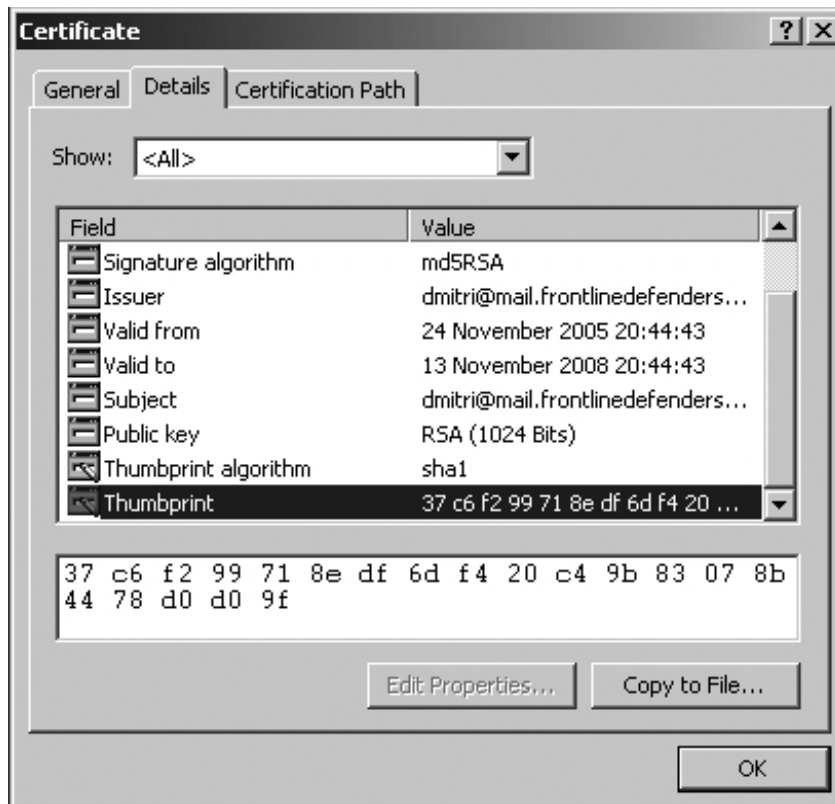 Certificate
General Details Certification Path
Show: <All>
Field Value
Signature algorithm md5RSA
Issuer dmitri@mail.frontlinedefenders...
Valid from 24 November 2005 20:44:43
Valid to 13 November 2008 20:44:43
Subject dmitri@mail.frontlinedefenders...
Public key RSA (1024 Bits)
Thumbprint algorithm sha1
Thumbprint 37 c6 f2 99 71 8e df 6d f4 20 ...
37 c6 f2 99 71 8e df 6d f4 20 c4 9b 83 07 8b
44 78 d0 d0 9f
Edit Properties... Copy to File...
OK